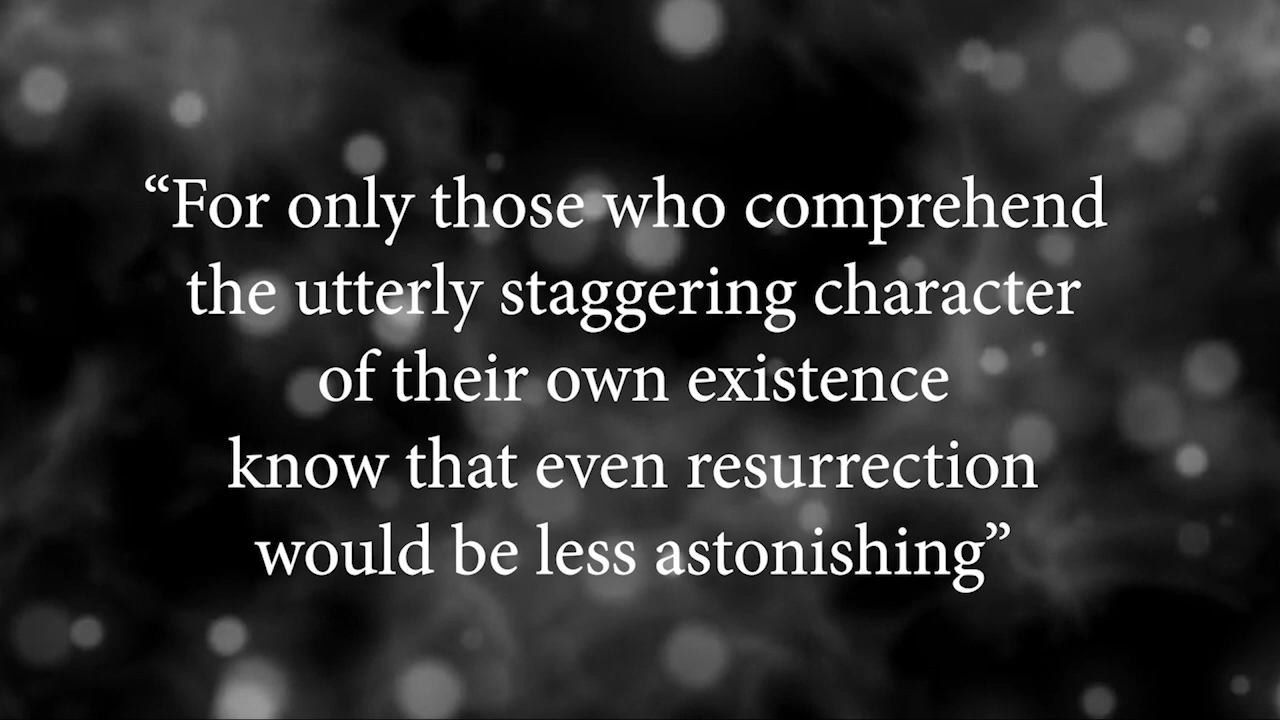 “For only those who comprehend
the utterly staggering character
of their own existence
know that even resurrection
would be less astonishing”